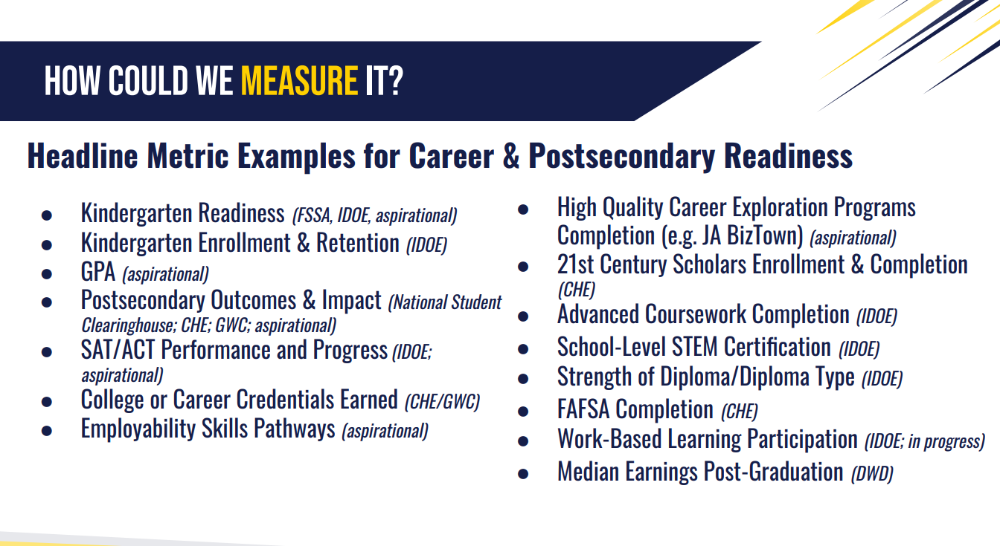 HOW COULD WE MEASURE IT?
Headline Metric Examples for Career & Postsecondary Readiness
● Kindergarten Readiness (FSSA, IDOE, aspirational)
● Kindergarten Enrollment & Retention (IDOE)
● GPA (aspirational)
● Postsecondary Outcomes & Impact (National Student
Clearinghouse; CHE; GWC; aspirational)
● SAT/ACT Performance and Progress (IDOE;
aspirational)
● College or Career Credentials Earned (CHE/GWC)
● Employability Skills Pathways (aspirational)
● High Quality Career Exploration Programs
Completion (e.g. JA BizTown) (aspirational)
● 21st Century Scholars Enrollment & Completion
(CHE)
● Advanced Coursework Completion (IDOE)
● School-Level STEM Certification (IDOE)
● Strength of Diploma/Diploma Type (IDOE)
● FAFSA Completion (CHE)
● Work-Based Learning Participation (IDOE; in progress)
● Median Earnings Post-Graduation (DWD)